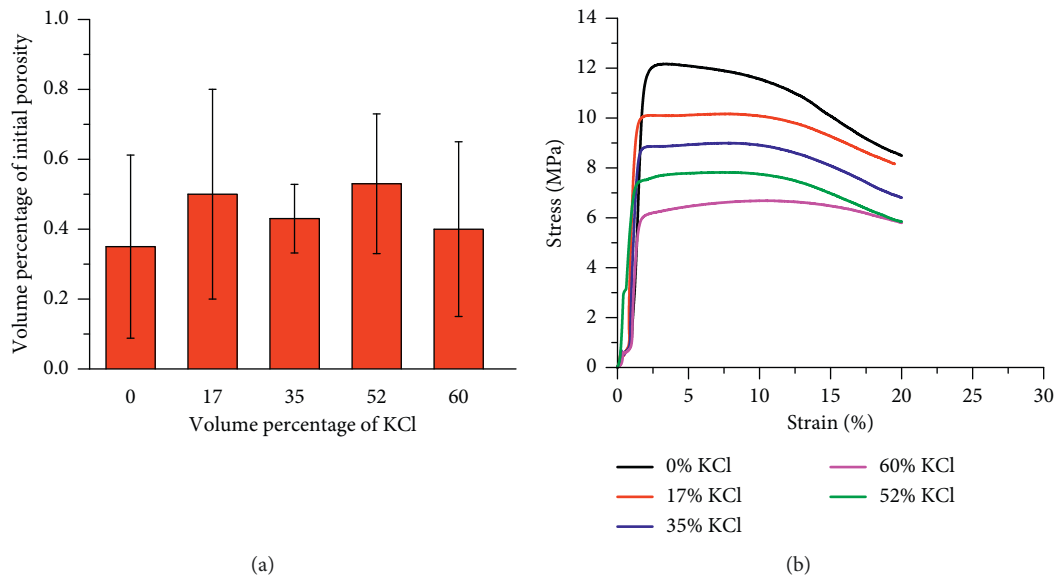 1.0
0.8
0.6
0.4
0.2
0.0
Volume percentage of initial porosity
0 17 35 52 60
Volume percentage of KCl
(a)
14
12
10
8
6
4
2
0
Stress (MPa)
0 5 10 15 20 25 30
Strain (%)
0% KCl
17% KCl
35% KCl
60% KCl
52% KCl
(b)